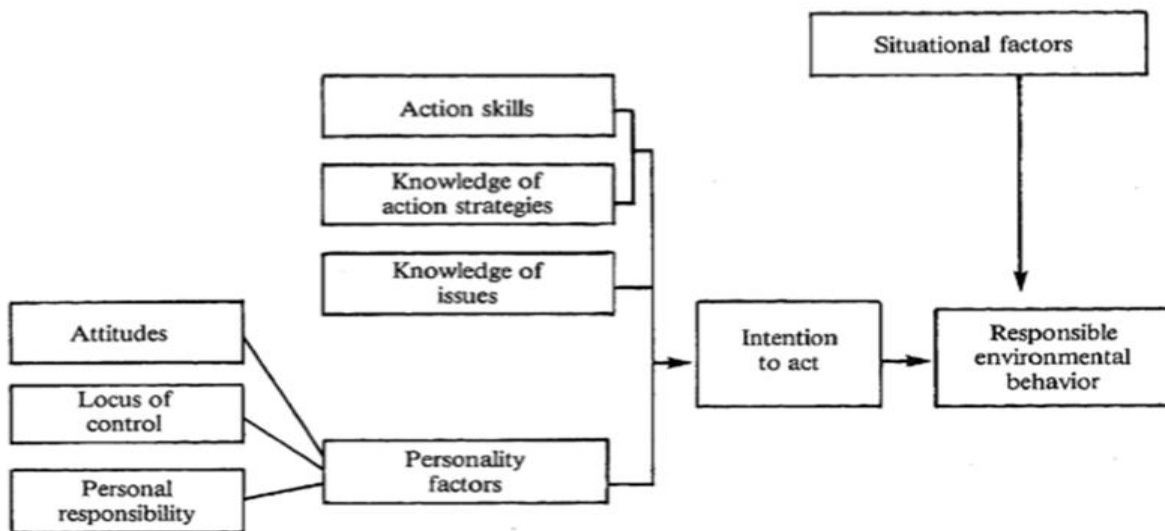 Situational factors
Action skills
Knowledge of
action strategies
Knowledge of
issues
Attitudes
Locus of
control
Personal
responsibility
Personality
factors
Intention
to act
Responsible
environmental
behavior